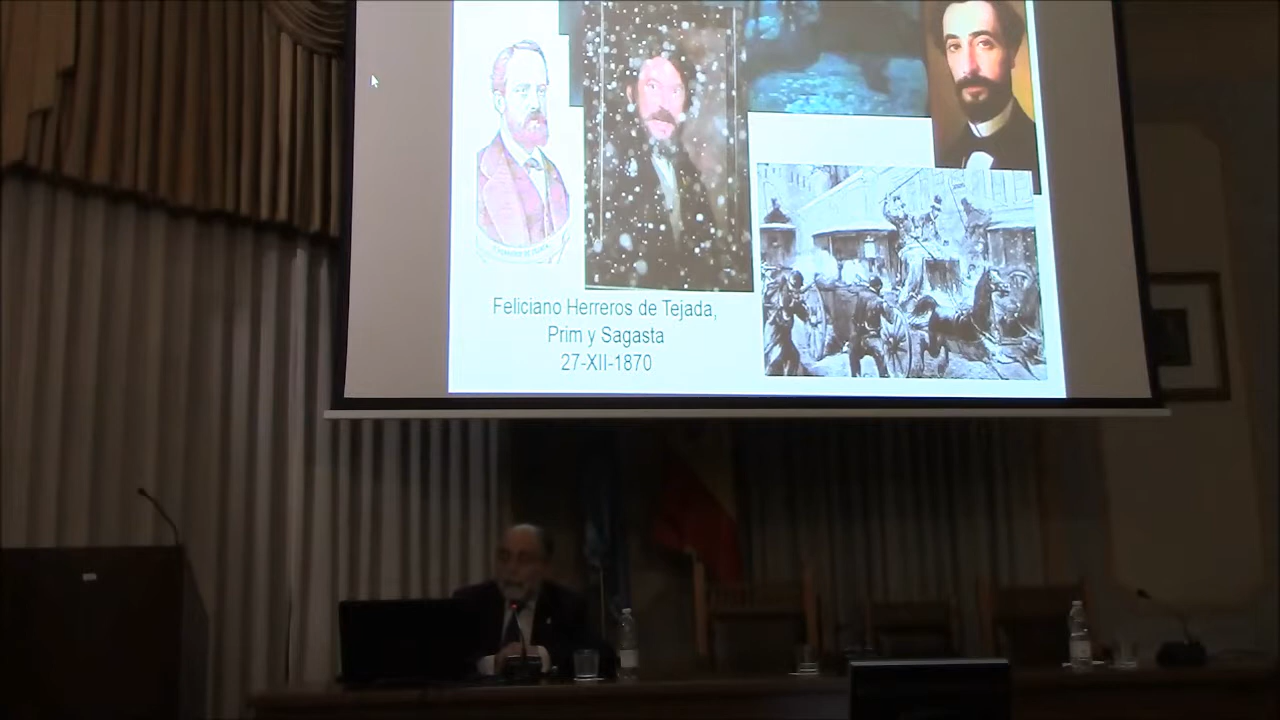 Feliciano Herreros de Tejada,
Prim y Sagasta
27-XII-1870